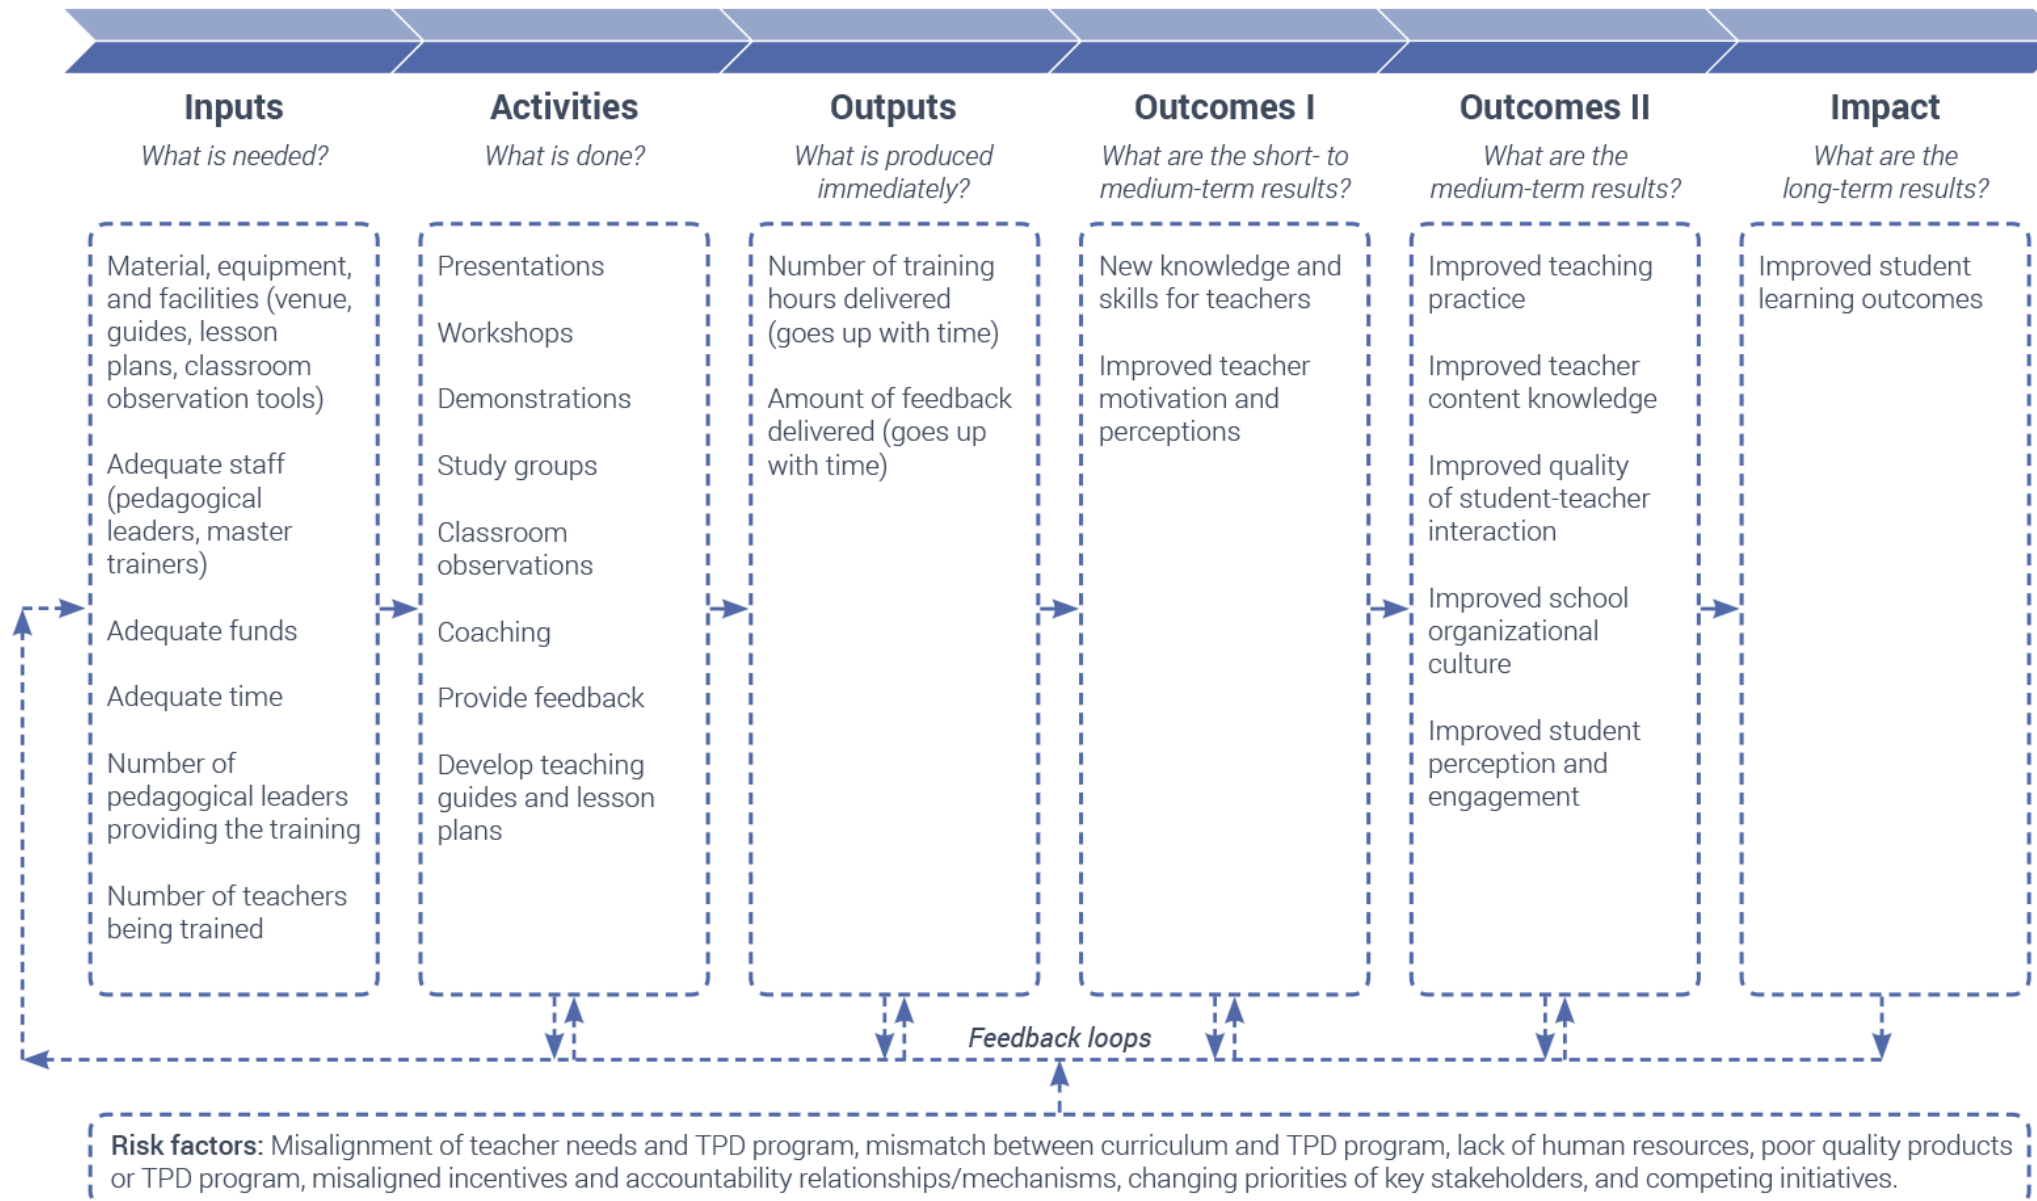 Inputs
What is needed?
Material, equipment,
and facilities (venue,
guides, lesson
plans, classroom
observation tools)
Adequate staff
(pedagogical
leaders, master
trainers)
Adequate funds
Adequate time
Number of
pedagogical leaders
providing the training
Number of teachers
being trained
Activities
What is done?
Presentations
Workshops
Demonstrations
Study groups
Classroom
observations
Coaching
Provide feedback
Develop teaching
guides and lesson
plans
Outputs
What is produced
immediately?
Number of training
hours delivered
(goes up with time)
Amount of feedback
delivered (goes up
with time)
Outcomes I
What are the short- to
medium-term results?
New knowledge and
skills for teachers
Improved teacher
motivation and
perceptions
Outcomes II
What are the
medium-term results?
Improved teaching
practice
Improved teacher
content knowledge
Improved quality
of student-teacher
interaction
Improved school
organizational
culture
Improved student
perception and
engagement
Impact
What are the
long-term results?
Improved student
learning outcomes
Feedback loops
Risk factors: Misalignment of teacher needs and TPD program, mismatch between curriculum and TPD program, lack of human resources, poor quality products
or TPD program, misaligned incentives and accountability relationships/mechanisms, changing priorities of key stakeholders, and competing initiatives.